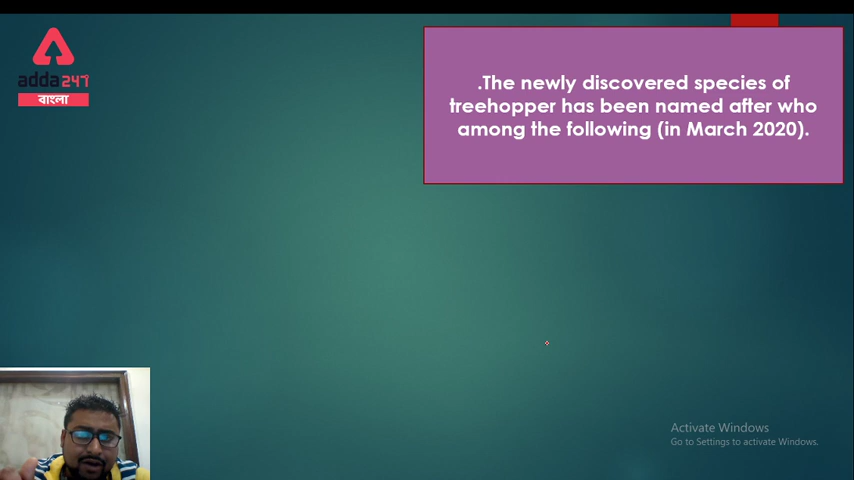 adda247
বাংলা
.The newly discovered species of
treehopper has been named after who
among the following (in March 2020).
Activate Windows
Go to Settings to activate Windows.